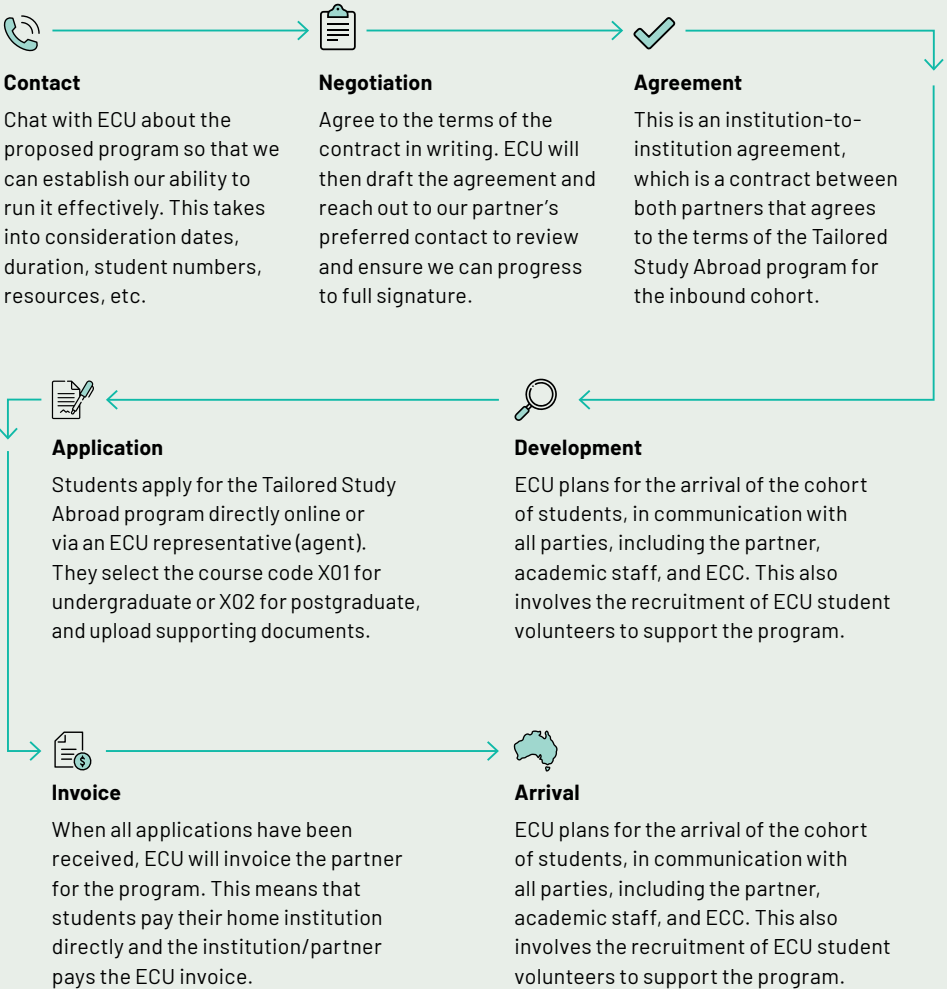 Contact
Chat with ECU about the
proposed program so that we
can establish our ability to
run it effectively. This takes
into consideration dates,
duration, student numbers,
resources, etc.
Negotiation
Agree to the terms of the
contract in writing. ECU will
then draft the agreement and
reach out to our partner’s
preferred contact to review
and ensure we can progress
to full signature.
Agreement
This is an institution-to-
institution agreement,
which is a contract between
both partners that agrees
to the terms of the Tailored
Study Abroad program for
the inbound cohort.
Development
ECU plans for the arrival of the cohort
of students, in communication with
all parties, including the partner,
academic staff, and ECC. This also
involves the recruitment of ECU student
volunteers to support the program.
Application
Students apply for the Tailored Study
Abroad program directly online or
via an ECU representative (agent).
They select the course code X01 for
undergraduate or X02 for postgraduate,
and upload supporting documents.
Invoice
When all applications have been
received, ECU will invoice the partner
for the program. This means that
students pay their home institution
directly and the institution/partner
pays the ECU invoice.
Arrival
ECU plans for the arrival of the cohort
of students, in communication with
all parties, including the partner,
academic staff, and ECC. This also
involves the recruitment of ECU student
volunteers to support the program.